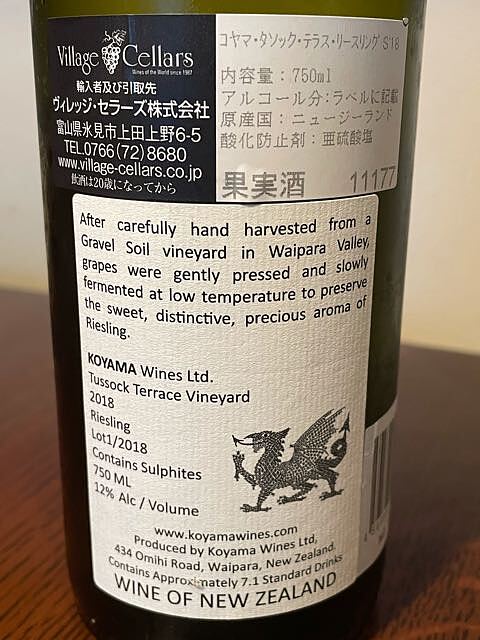 Village Cellars
Wines of the World since 1987
輸入者及び引取先
ヴィレッジ・セラーズ株式会社
富山県氷見市上田上野6-5
TEL.0766(72)8680
www.village-cellars.co.jp
飲酒は20歳になってから
コヤマ・タソック・テラス・リースリング S'18
内容量：750ml
アルコール分：ラベルに記載
原産国：ニュージーランド
酸化防止剤：亜硫酸塩
果実酒 11177
After carefully hand harvested from a
Gravel Soil vineyard in Waipara Valley,
grapes were gently pressed and slowly
fermented at low temperature to preserve
the sweet, distinctive, precious aroma of
Riesling.
KOYAMA Wines Ltd.
Tussock Terrace Vineyard
2018
Riesling
Lot1/2018
Contains Sulphites
750 ML
12% Alc / Volume
www.koyamawines.com
Produced by Koyama Wines Ltd,
434 Omihi Road, Waipara, New Zealand.
Contains Approximately 7.1 Standard Drinks
WINE OF NEW ZEALAND